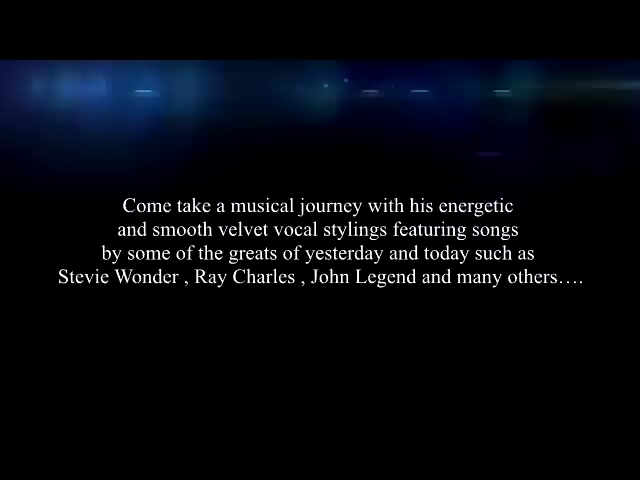 Come take a musical journey with his energetic
and smooth velvet vocal stylings featuring songs
by some of the greats of yesterday and today such as
Stevie Wonder , Ray Charles , John Legend and many others….